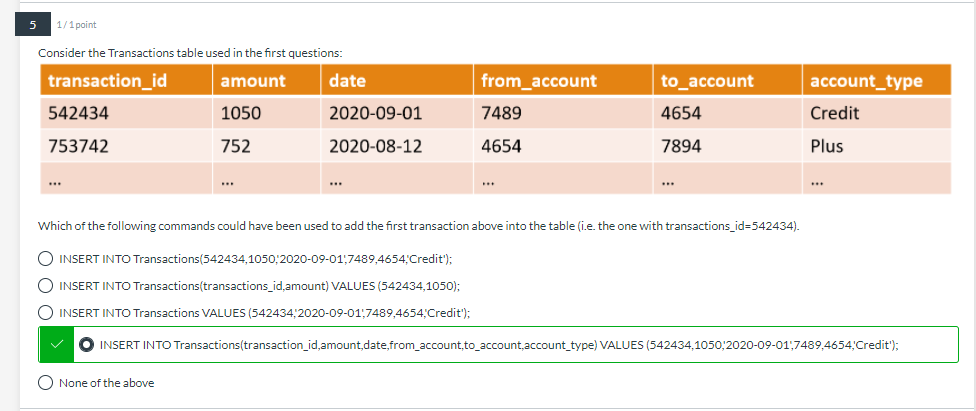 5 1/1 point
Consider the Transactions table used in the first questions:
transaction_id amount date from_account to_account account_type
542434 1050 2020-09-01 7489 4654 Credit
753742 752 2020-08-12 4654 7894 Plus
... ... ... ... ... ...
Which of the following commands could have been used to add the first transaction above into the table (i.e. the one with transactions_id=542434).
INSERT INTO Transactions(542434,1050,'2020-09-01',7489,4654,'Credit');
INSERT INTO Transactions(transactions_id,amount) VALUES (542434,1050);
INSERT INTO Transactions VALUES (542434,'2020-09-01',7489,4654,'Credit');
INSERT INTO Transactions(transaction_id,amount,date,from_account,to_account,account_type) VALUES (542434,1050,'2020-09-01',7489,4654,'Credit');
None of the above